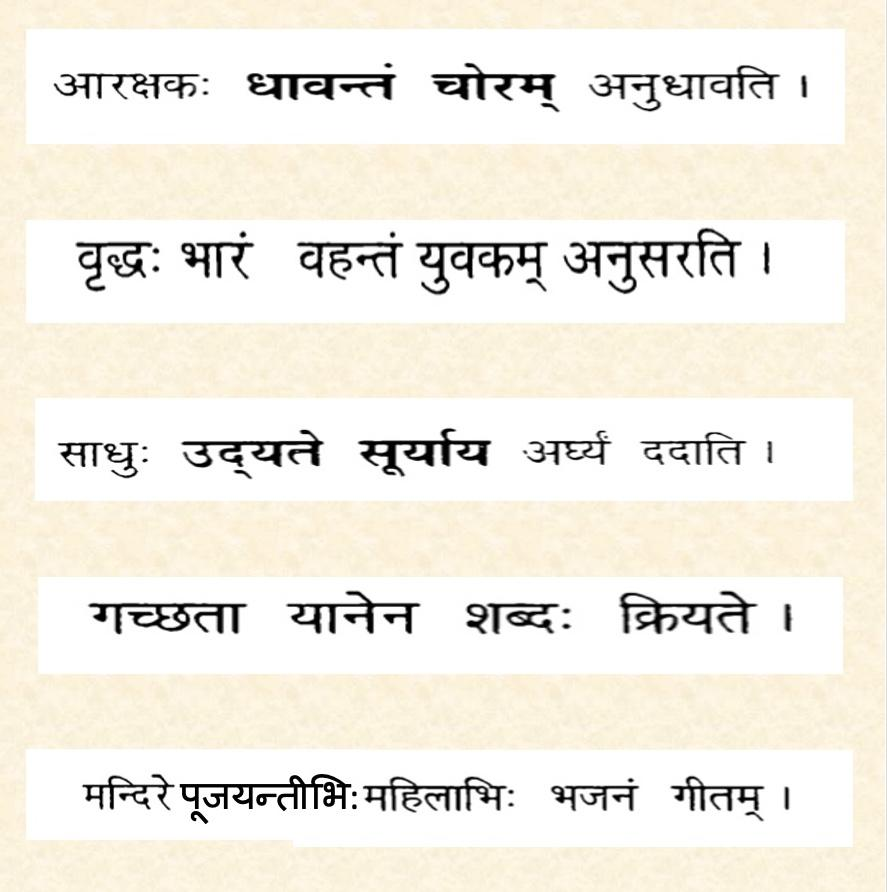 आरक्षकः धावन्तं चोरम् अनुधावति ।
वृद्धः भारं वहन्तं युवकम् अनुसरति ।
साधुः उद्‌यते सूर्याय अर्घ्यं ददाति ।
गच्छता यानेन शब्दः क्रियते ।
मन्दिरे पूजयन्तीभि: महिलाभिः भजनं गीतम् ।